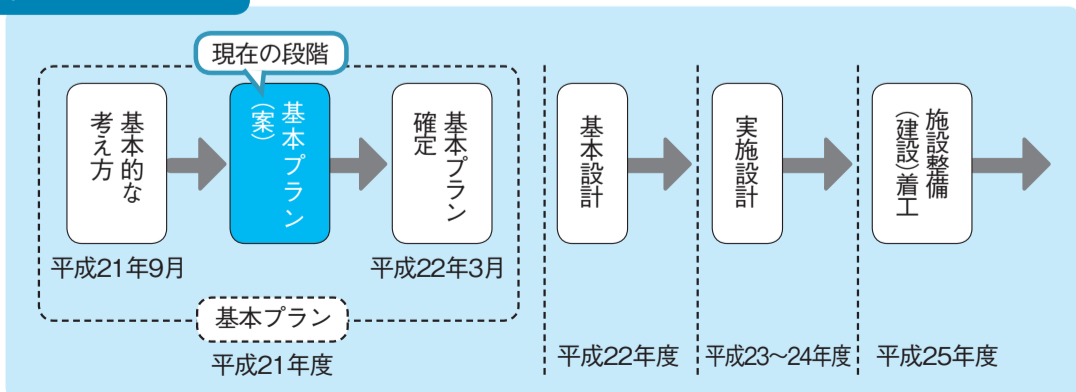 現在の段階
基本的な
考え方
基本プラン
（案）
基本プラン
確定
基本設計
実施設計
施設整備
（建設）着工
平成21年9月
平成22年3月
基本プラン
平成21年度
平成22年度
平成23〜24年度
平成25年度